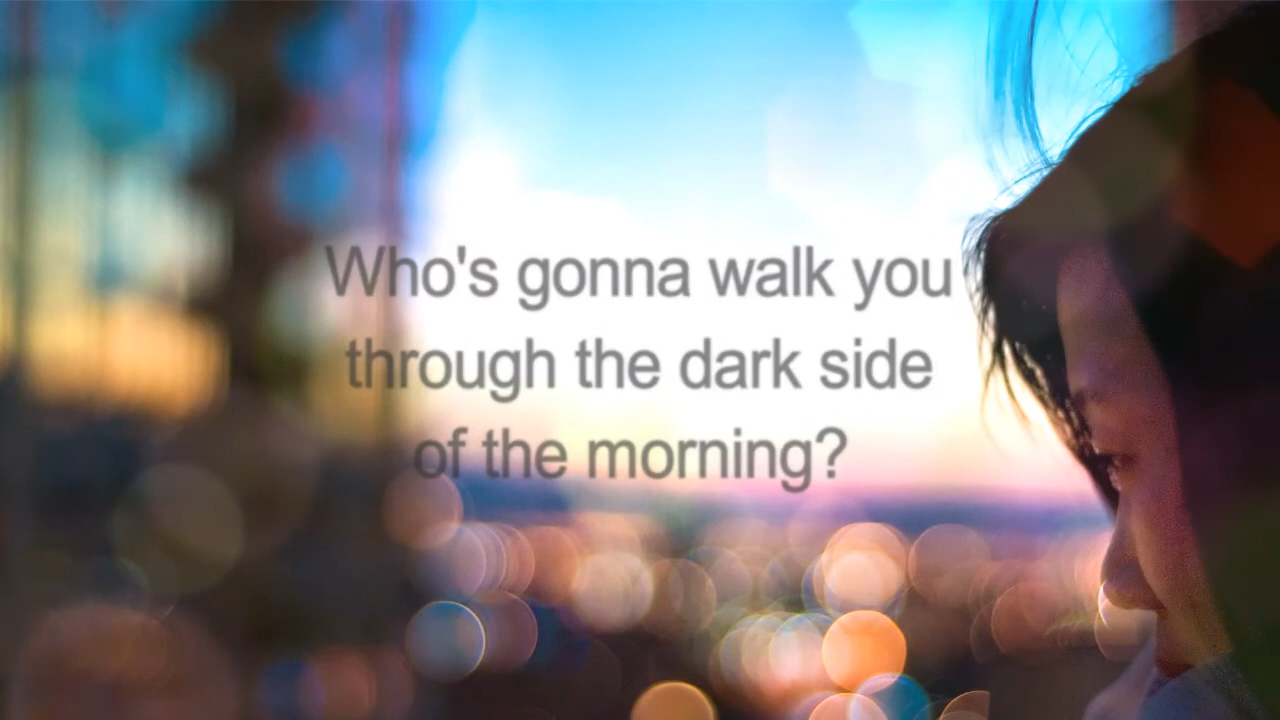 Who's gonna walk you
through the dark side
of the morning?